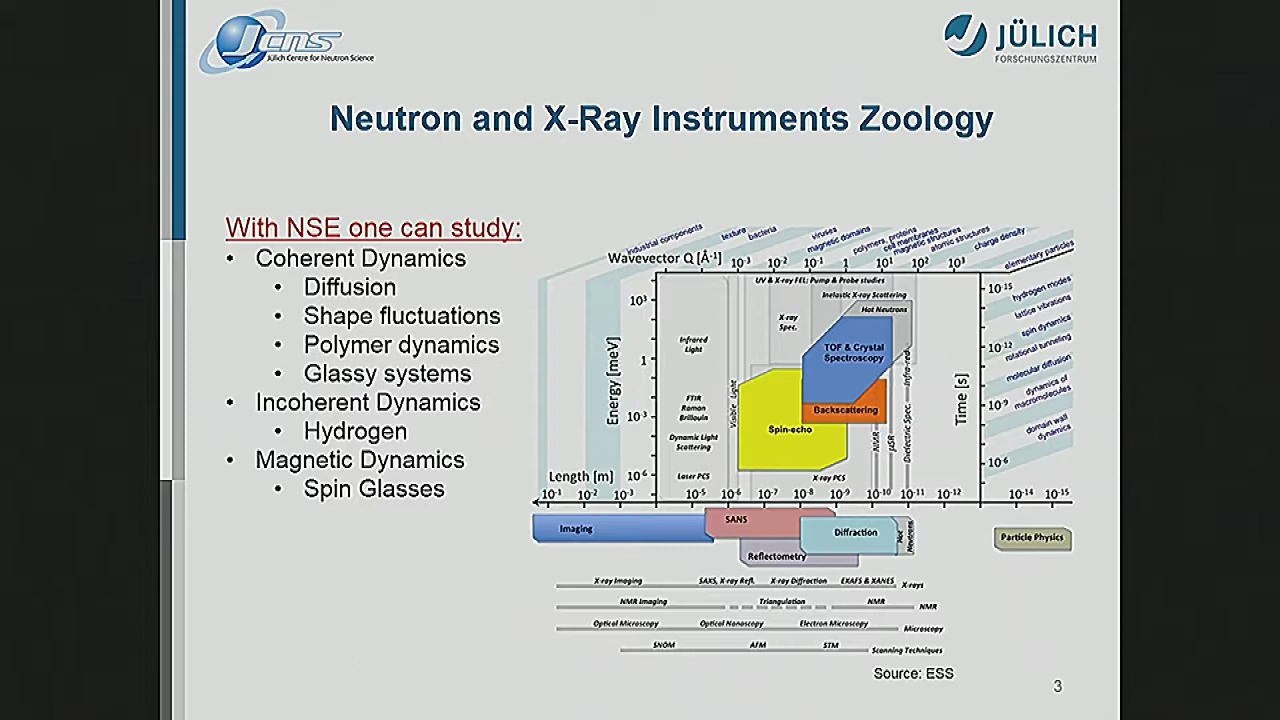 Jcns
Jülich Centre for Neutron Science
JÜLICH
FORSCHUNGSZENTRUM
Neutron and X-Ray Instruments Zoology
With NSE one can study:
• Coherent Dynamics
• Diffusion
• Shape fluctuations
• Polymer dynamics
• Glassy systems
• Incoherent Dynamics
• Hydrogen
• Magnetic Dynamics
• Spin Glasses
industrial components
texture
bacteria
viruses
magnetic domains
polymers, proteins
cell membranes
magnetic structures
atomic structures
charge density
elementary particles
Wavevector Q [Å⁻¹]
10⁻³ 10⁻² 10⁻¹ 1 10¹ 10² 10³
UV & X-ray FEL: Pump & Probe studies
Inelastic X-ray Scattering
Hot Neutrons
X-ray
Spec.
Infrared
Light
TOF & Crystal
Spectroscopy
Infra-red
Visible Light
Backscattering
FTIR
Raman
Brillouin
Spin-echo
Dynamic Light
Scattering
NMR
μSR
Dielectric Spec.
Laser PCS
X-ray PCS
Energy [meV]
10³
1
10⁻³
10⁻⁶
Time [s]
10⁻¹⁵
10⁻¹²
10⁻⁹
10⁻⁶
hydrogen modes
lattice vibrations
spin dynamics
rotational tunneling
molecular diffusion
dynamics of
macromolecules
domain wall
dynamics
Length [m]
10⁻¹ 10⁻² 10⁻³ 10⁻⁵ 10⁻⁶ 10⁻⁷ 10⁻⁸ 10⁻⁹ 10⁻¹⁰ 10⁻¹¹ 10⁻¹² 10⁻¹⁴ 10⁻¹⁵
Imaging
SANS
Diffraction
Hot
Neutrons
Reflectometry
Particle Physics
X-ray Imaging SAXS, X-ray Refl. X-ray Diffraction EXAFS & XANES X-rays
NMR Imaging Triangulation NMR NMR
Optical Microscopy Optical Nanoscopy Electron Microscopy Microscopy
SNOM AFM STM Scanning Techniques
Source: ESS
3